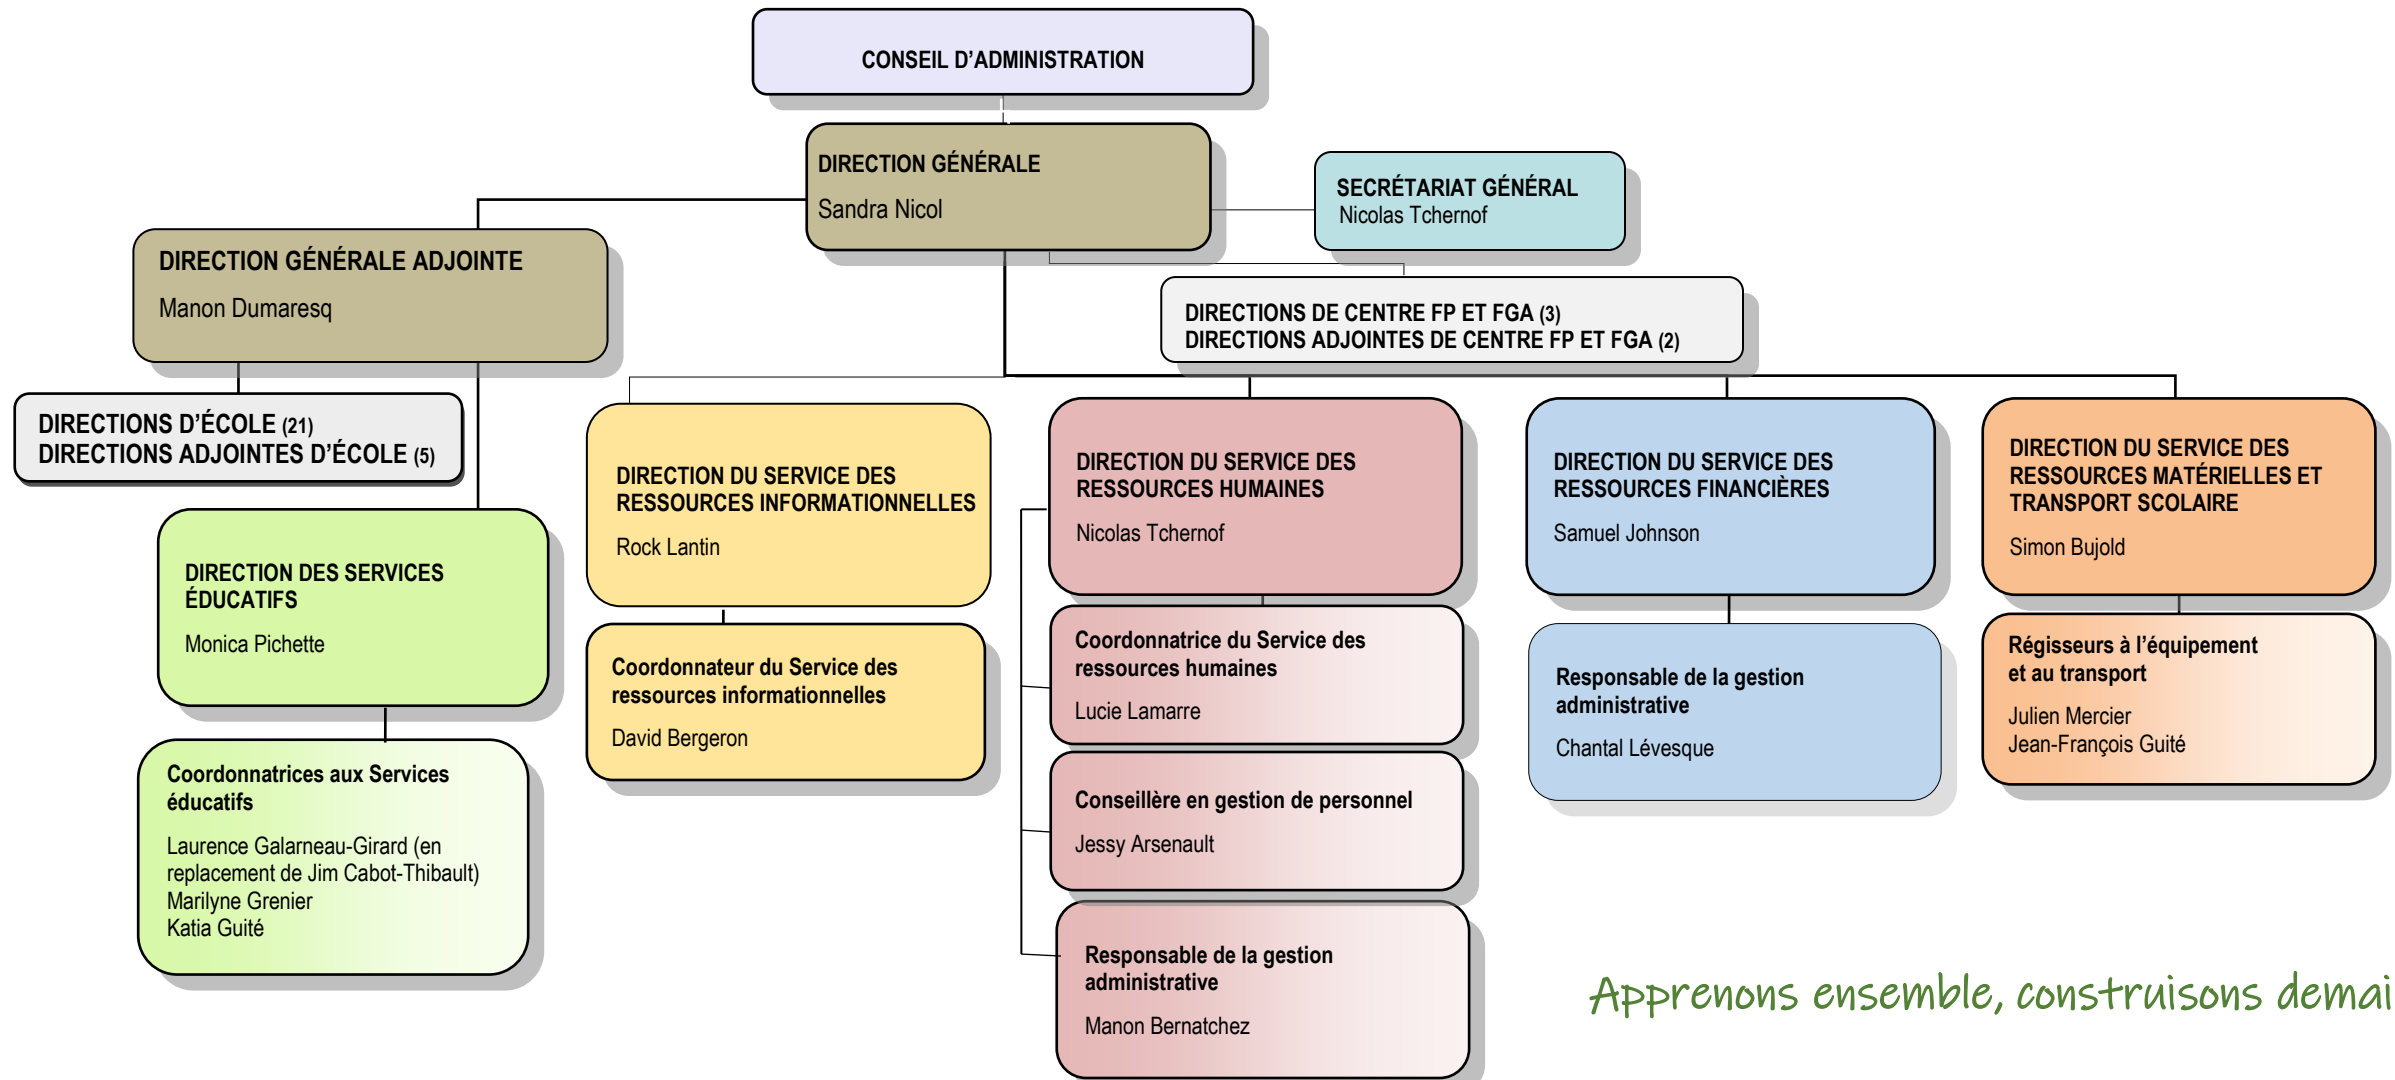 CONSEIL D'ADMINISTRATION
DIRECTION GÉNÉRALE
Sandra Nicol
SECRÉTARIAT GÉNÉRAL
Nicolas Tchernof
DIRECTION GÉNÉRALE ADJOINTE
Manon Dumaresq
DIRECTIONS DE CENTRE FP ET FGA (3)
DIRECTIONS ADJOINTES DE CENTRE FP ET FGA (2)
DIRECTIONS D'ÉCOLE (21)
DIRECTIONS ADJOINTES D'ÉCOLE (5)
DIRECTION DES SERVICES
ÉDUCATIFS
Monica Pichette
Coordonnatrices aux Services
éducatifs
Laurence Galarneau-Girard (en
replacement de Jim Cabot-Thibault)
Marilyne Grenier
Katia Guité
DIRECTION DU SERVICE DES
RESSOURCES INFORMATIONNELLES
Rock Lantin
Coordonnateur du Service des
ressources informationnelles
David Bergeron
DIRECTION DU SERVICE DES
RESSOURCES HUMAINES
Nicolas Tchernof
Coordonnatrice du Service des
ressources humaines
Lucie Lamarre
Conseillère en gestion de personnel
Jessy Arsenault
Responsable de la gestion
administrative
Manon Bernatchez
DIRECTION DU SERVICE DES
RESSOURCES FINANCIÈRES
Samuel Johnson
Responsable de la gestion
administrative
Chantal Lévesque
DIRECTION DU SERVICE DES
RESSOURCES MATÉRIELLES ET
TRANSPORT SCOLAIRE
Simon Bujold
Régisseurs à l'équipement
et au transport
Julien Mercier
Jean-François Guité
Apprenons ensemble, construisons demai